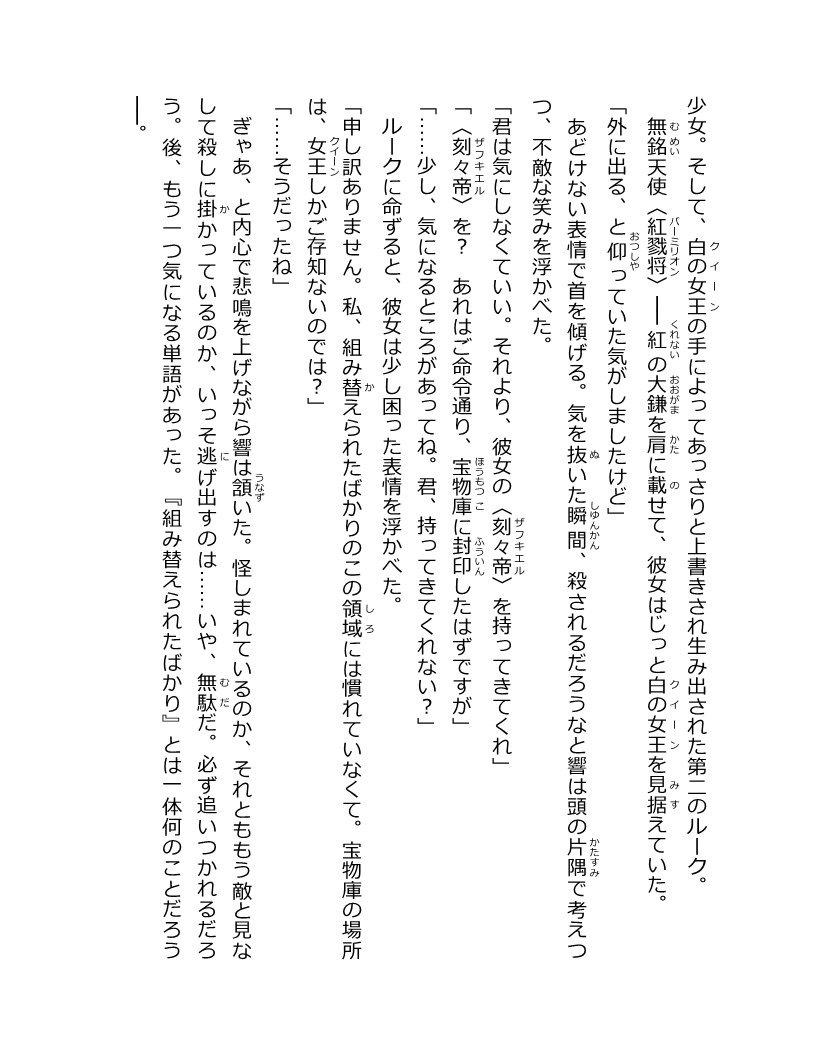 少女。そして、白の女王の手によってあっさりと上書きされ生み出された第二のルーク。
無銘天使〈紅戮将〉――紅の大鎌を肩に載せて、彼女はじっと白の女王を見据えていた。
「外に出る、と仰っていた気がしましたけど」
あどけない表情で首を傾げる。気を抜いた瞬間、殺されるだろうなと響は頭の片隅で考えつ
つ、不敵な笑みを浮かべた。
「君は気にしなくていい。それより、彼女の〈刻々帝〉を持ってきてくれ」
「〈刻々帝〉を？　あれはご命令通り、宝物庫に封印したはずですが」
「……少し、気になるところがあってね。君、持ってきてくれない？」
ルークに命ずると、彼女は少し困った表情を浮かべた。
「申し訳ありません。私、組み替えられたばかりのこの領域には慣れていなくて。宝物庫の場所
は、女王しかご存知ないのでは？」
「……そうだったね」
ぎゃあ、と内心で悲鳴を上げながら響は頷いた。怪しまれているのか、それとももう敵と見な
して殺しに掛かっているのか、いっそ逃げ出すのは……いや、無駄だ。必ず追いつかれるだろ
う。後、もう一つ気になる単語があった。『組み替えられたばかり』とは一体何のことだろう
――。